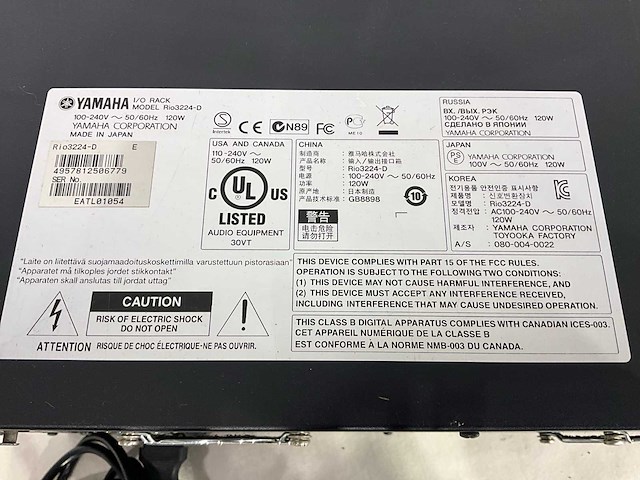 YAMAHA I/O RACK
MODEL Rio3224-D
100-240V ～ 50/60Hz 120W
YAMAHA CORPORATION
MADE IN JAPAN
Rio3224-D E
4957812506779
SER No.
EATL01054
S
Intertek
CE
N89
FC
ME10
USA AND CANADA
110-240V ～
50/60Hz 120W
C UL US
LISTED
AUDIO EQUIPMENT
30VT
CHINA
制造商 : 雅马哈株式会社
产品名称 : 输入/输出接口箱
产品型号 : Rio3224-D
电源 : 100-240V ～ 50/60Hz
功率 : 120W
产地 : 日本制造
产品技术标准 : GB8898
警告
电击危险
请勿打开
10
RUSSIA
ВХ. /ВЫХ. РЭК
100-240V ～ 50/60Hz 120W
СДЕЛАНО В ЯПОНИИ
YAMAHA CORPORATION
JAPAN
PS E
YAMAHA CORPORATION
100V ～ 50/60Hz 120W
KOREA
전기용품 안전인증 표시사항
제품명 : 신호변환장치
모델명 : Rio3224-D
정격전압 : AC100-240V ～ 50/60Hz
120W
제조자 : YAMAHA CORPORATION
TOYOOKA FACTORY
A/S : 080-004-0022
"Laite on liitettävä suojamaadoituskoskettimilla varustettuun pistorasiaan"
"Apparatet må tilkoples jordet stikkontakt!"
"Apparaten skall anslutas till jordat uttag"
CAUTION
RISK OF ELECTRIC SHOCK
DO NOT OPEN
ATTENTION RISQUE DE CHOC ÉLECTRIQUE-NE PAS OUVRIR.
THIS DEVICE COMPLIES WITH PART 15 OF THE FCC RULES.
OPERATION IS SUBJECT TO THE FOLLOWING TWO CONDITIONS:
(1) THIS DEVICE MAY NOT CAUSE HARMFUL INTERFERENCE, AND
(2) THIS DEVICE MUST ACCEPT ANY INTERFERENCE RECEIVED,
INCLUDING INTERFERENCE THAT MAY CAUSE UNDESIRED OPERATION.
THIS CLASS B DIGITAL APPARATUS COMPLIES WITH CANADIAN ICES-003.
CET APPAREIL NUMÉRIQUE DE LA CLASSE B
EST CONFORME À LA NORME NMB-003 DU CANADA.